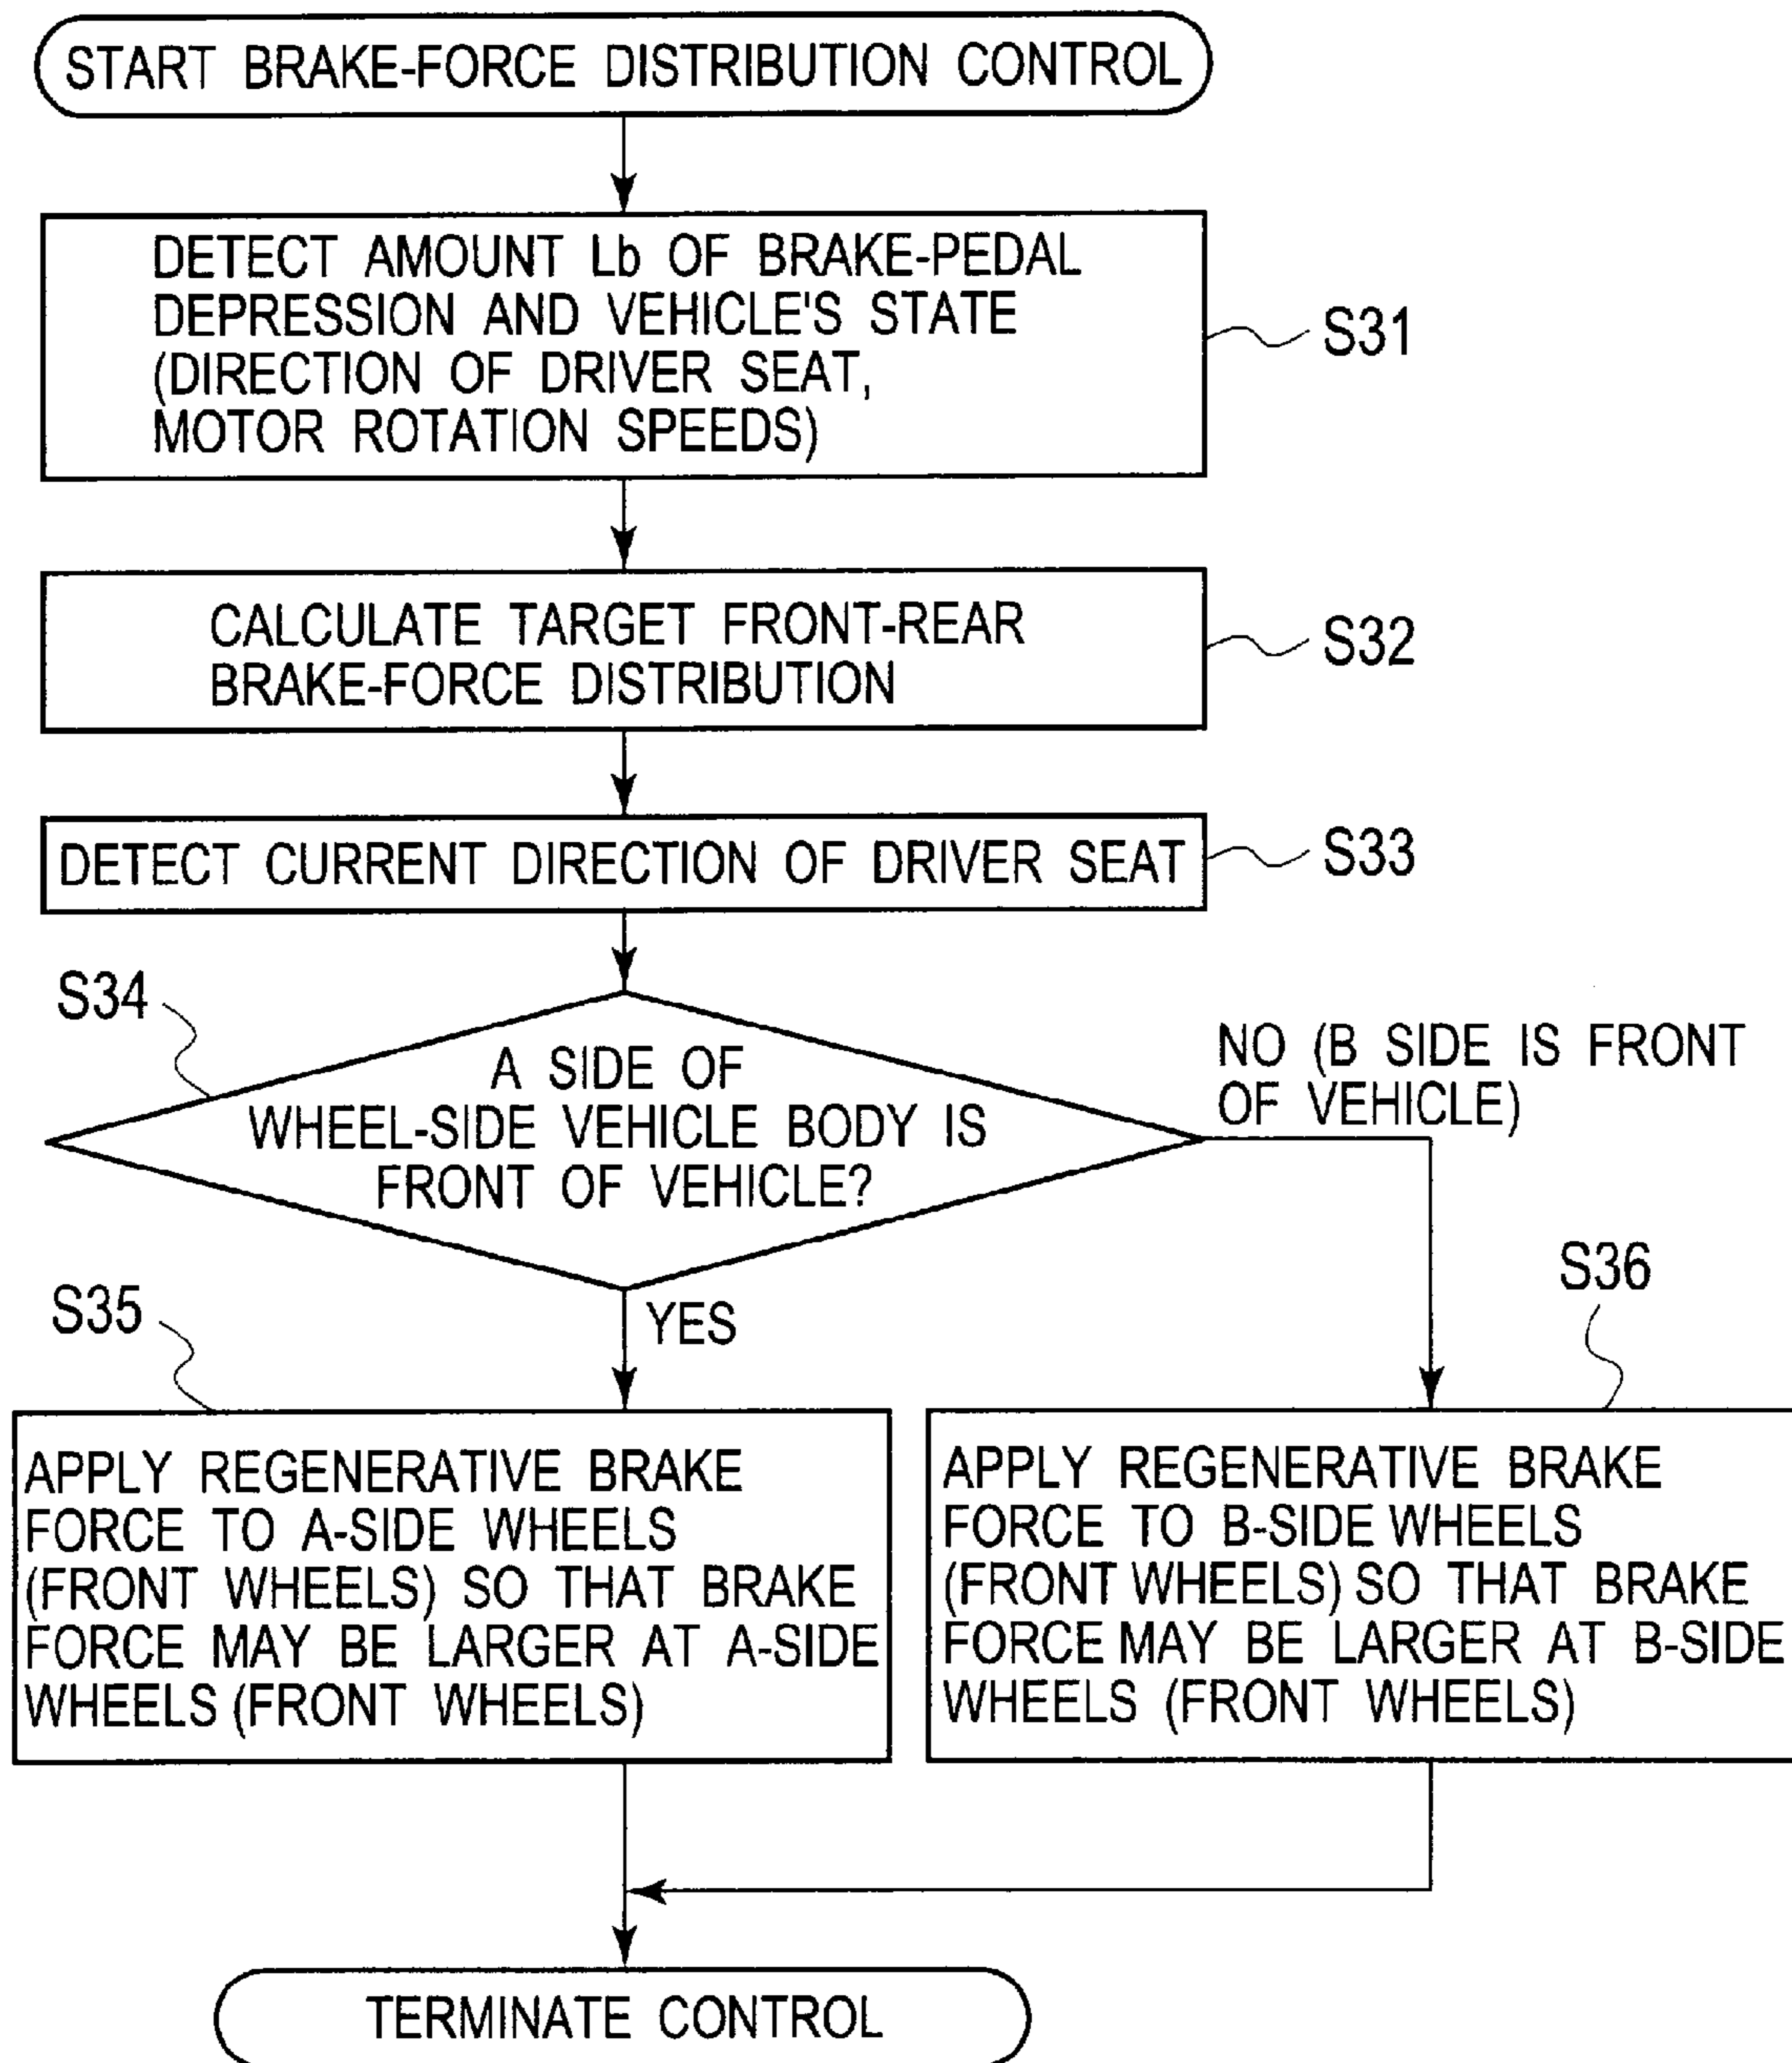 START BRAKE-FORCE DISTRIBUTION CONTROL
DETECT AMOUNT Lb OF BRAKE-PEDAL
DEPRESSION AND VEHICLE'S STATE
(DIRECTION OF DRIVER SEAT,
MOTOR ROTATION SPEEDS)
S31
CALCULATE TARGET FRONT-REAR
BRAKE-FORCE DISTRIBUTION
S32
DETECT CURRENT DIRECTION OF DRIVER SEAT
S33
S34
A SIDE OF
WHEEL-SIDE VEHICLE BODY IS
FRONT OF VEHICLE?
NO (B SIDE IS FRONT
OF VEHICLE)
YES
S35
APPLY REGENERATIVE BRAKE
FORCE TO A-SIDE WHEELS
(FRONT WHEELS) SO THAT BRAKE
FORCE MAY BE LARGER AT A-SIDE
WHEELS (FRONT WHEELS)
S36
APPLY REGENERATIVE BRAKE
FORCE TO B-SIDE WHEELS
(FRONT WHEELS) SO THAT BRAKE
FORCE MAY BE LARGER AT B-SIDE
WHEELS (FRONT WHEELS)
TERMINATE CONTROL